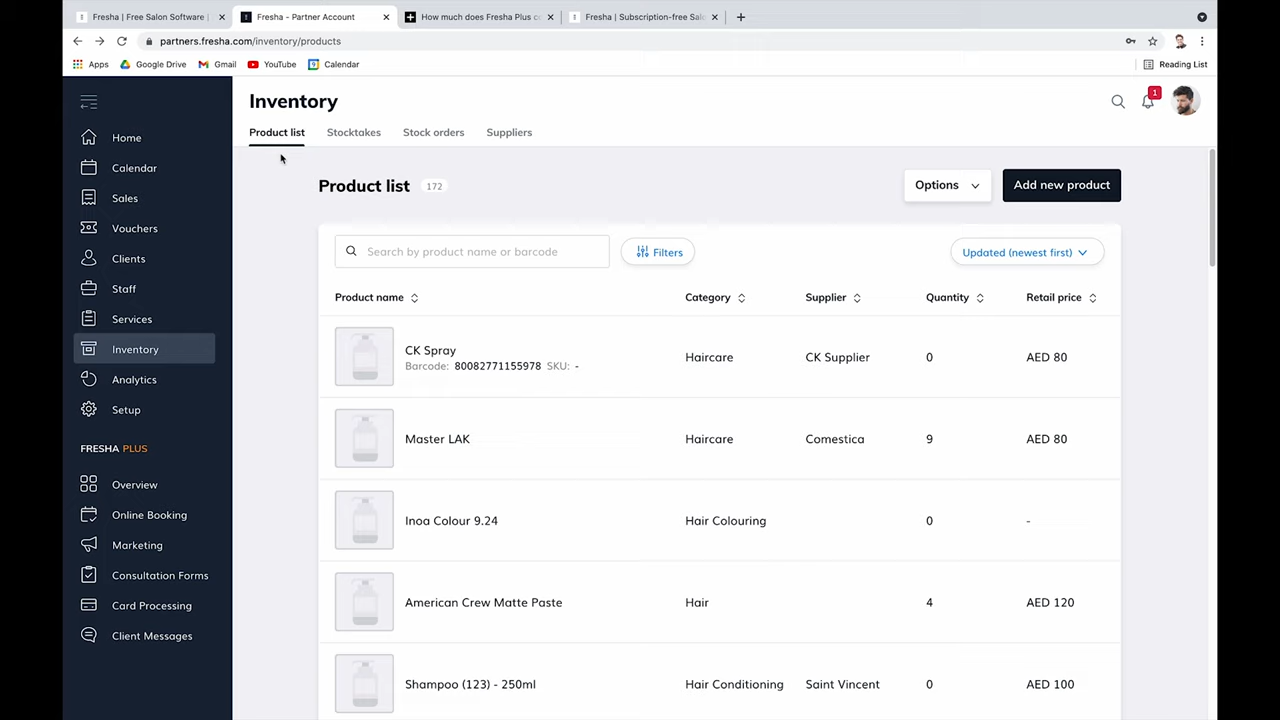 Fresha | Free Salon Software |
Fresha - Partner Account
How much does Fresha Plus co
Fresha | Subscription-free Sal
partners.fresha.com/inventory/products
Apps
Google Drive
Gmail
YouTube
Calendar
Reading List
Home
Calendar
Sales
Vouchers
Clients
Staff
Services
Inventory
Analytics
Setup
FRESHA PLUS
Overview
Online Booking
Marketing
Consultation Forms
Card Processing
Client Messages
Inventory
1
Product list
Stocktakes
Stock orders
Suppliers
Product list 172
Options
Add new product
Search by product name or barcode
Filters
Updated (newest first)
Product name Category Supplier Quantity Retail price
CK Spray
Barcode: 80082771155978 SKU: -
Haircare CK Supplier 0 AED 80
Master LAK Haircare Comestica 9 AED 80
Inoa Colour 9.24 Hair Colouring 0 -
American Crew Matte Paste Hair 4 AED 120
Shampoo (123) - 250ml Hair Conditioning Saint Vincent 0 AED 100